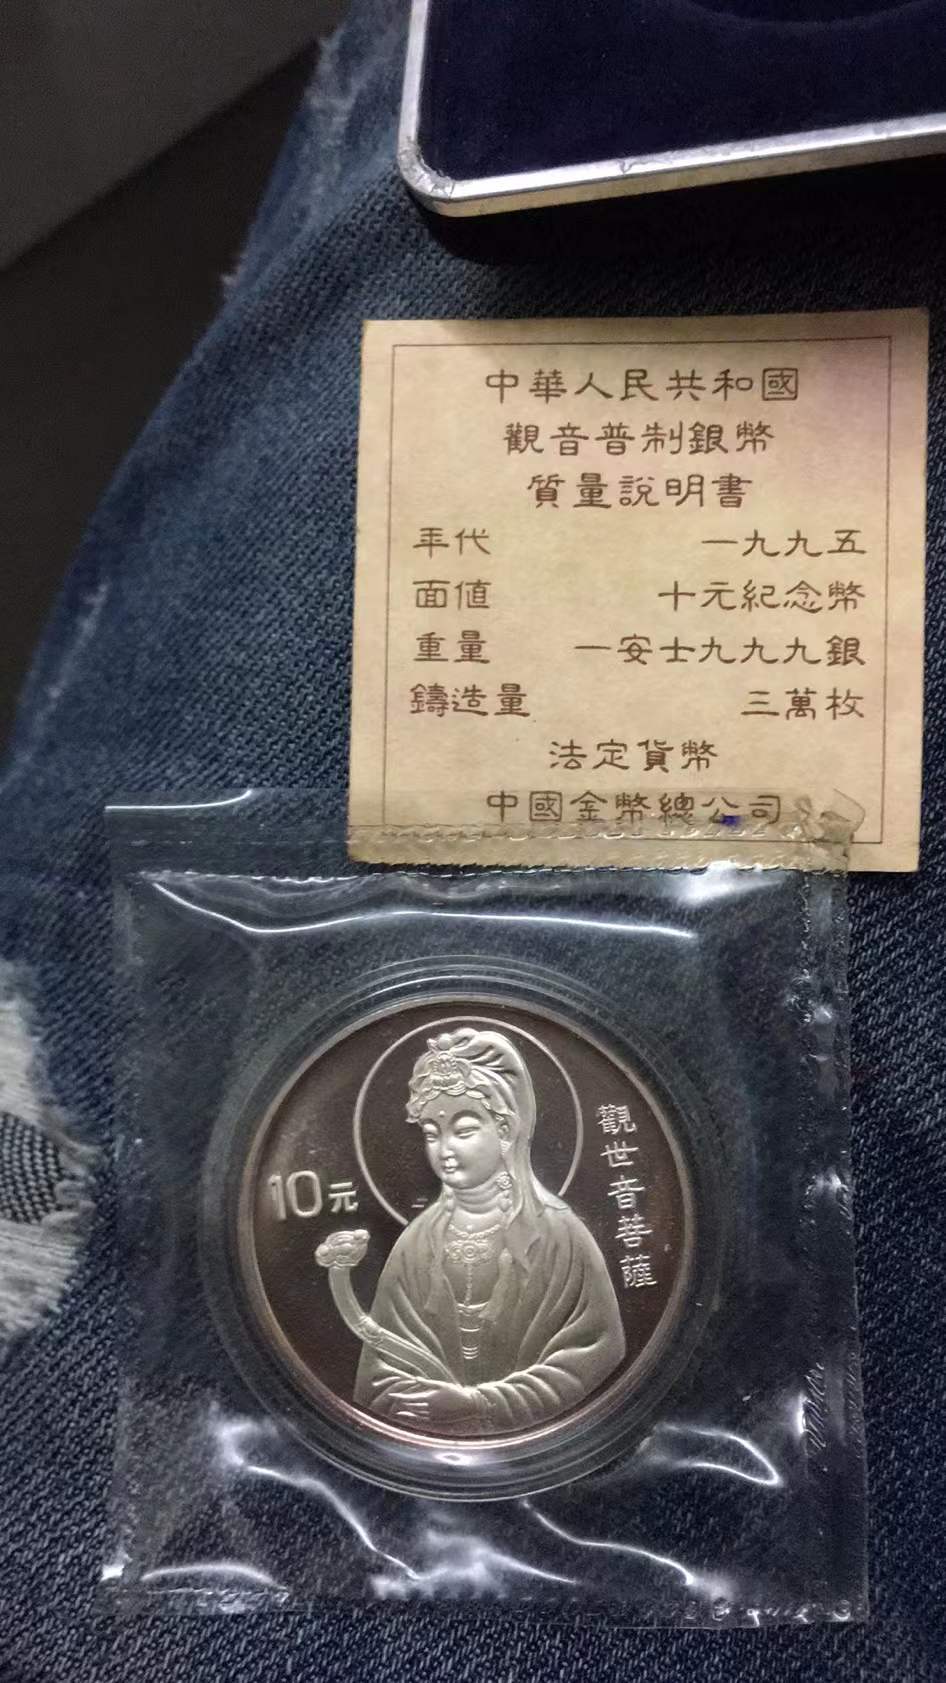 中華人民共和國
觀音普制銀幣
質量說明書
年代 一九九五
面值 十元紀念幣
重量 一安士九九九銀
鑄造量 三萬枚
法定貨幣
中國金幣總公司
10元
觀世音菩薩